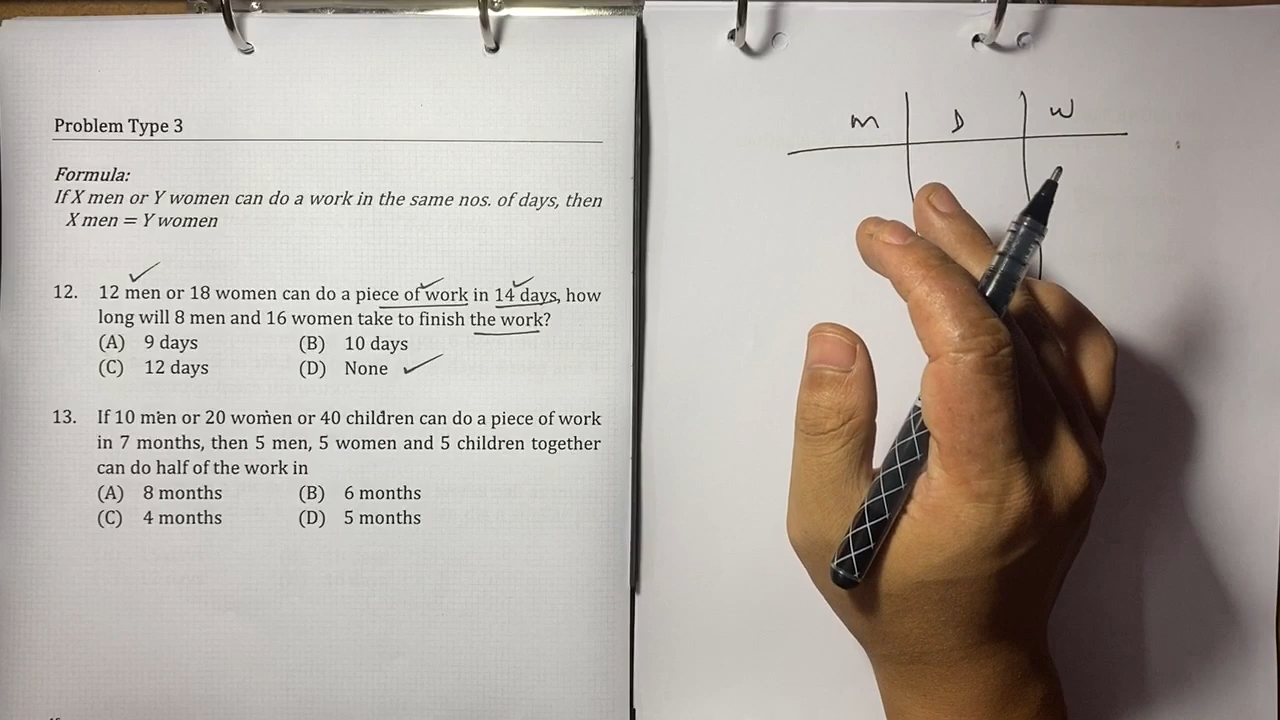 Problem Type 3
Formula:
If X men or Y women can do a work in the same nos. of days, then
X men = Y women
12. 12 men or 18 women can do a piece of work in 14 days, how
long will 8 men and 16 women take to finish the work?
(A) 9 days (B) 10 days
(C) 12 days (D) None
13. If 10 men or 20 women or 40 children can do a piece of work
in 7 months, then 5 men, 5 women and 5 children together
can do half of the work in
(A) 8 months (B) 6 months
(C) 4 months (D) 5 months
M D W